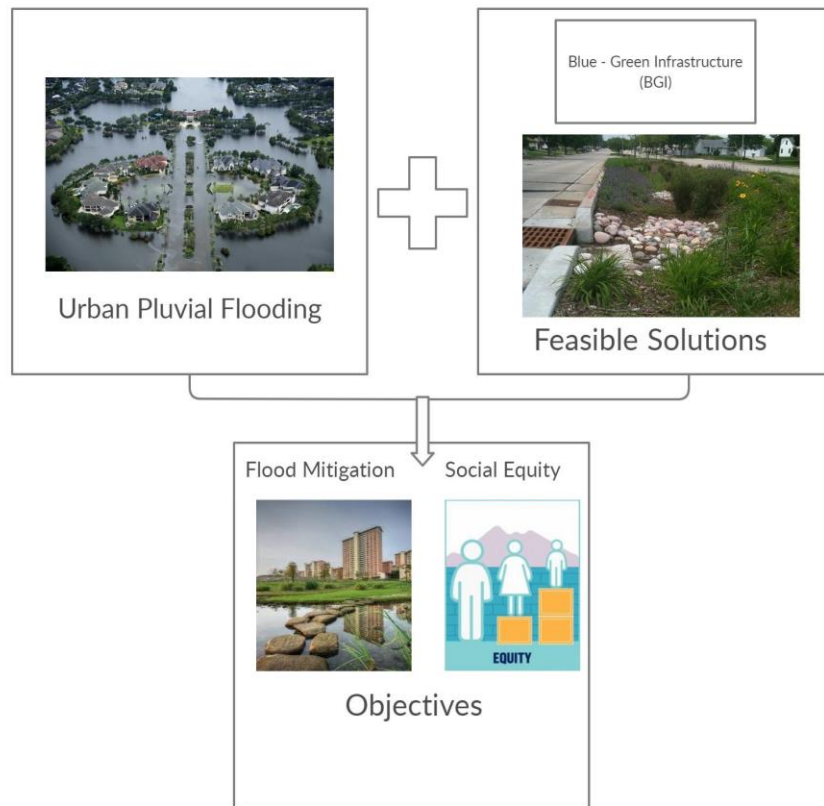 Urban Pluvial Flooding
Blue - Green Infrastructure
(BGI)
Feasible Solutions
Flood Mitigation
Social Equity
EQUITY
Objectives